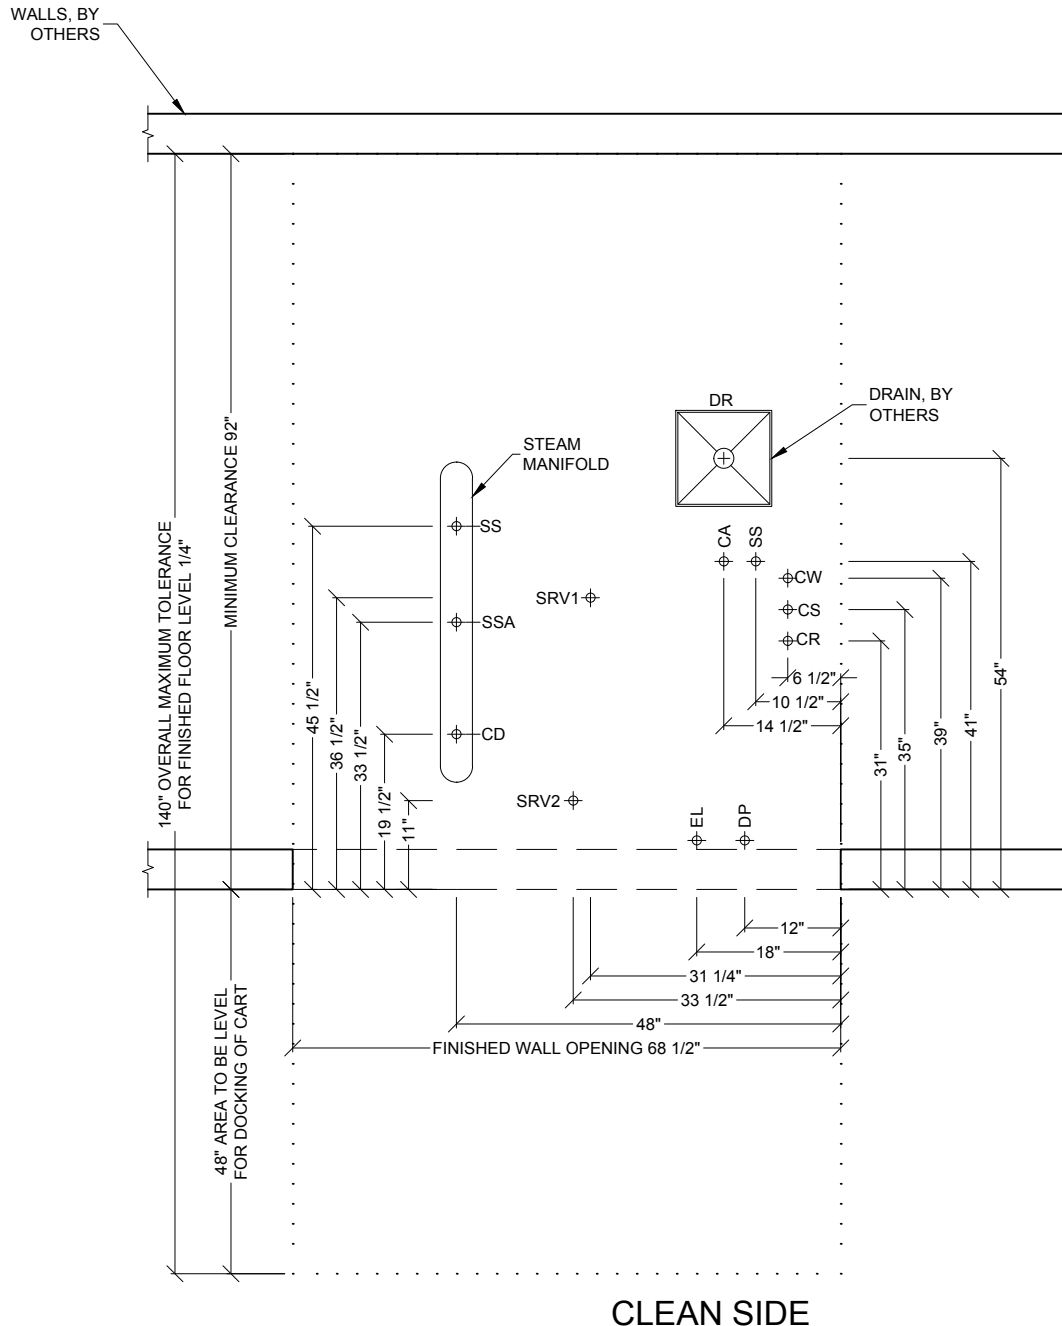 WALLS, BY
OTHERS
DR
DRAIN, BY
OTHERS
STEAM
MANIFOLD
MINIMUM CLEARANCE 92"
140" OVERALL MAXIMUM TOLERANCE
FOR FINISHED FLOOR LEVEL 1/4"
SS
CA
SS
CW
SRV1
CS
SSA
CR
6 1/2"
54"
10 1/2"
45 1/2"
14 1/2"
41"
36 1/2"
CD
39"
33 1/2"
35"
31"
SRV2
19 1/2"
11"
EL
DP
12"
18"
31 1/4"
33 1/2"
48"
FINISHED WALL OPENING 68 1/2"
48" AREA TO BE LEVEL
FOR DOCKING OF CART
CLEAN SIDE